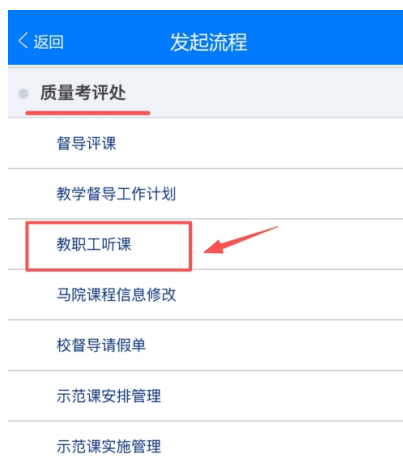 返回 发起流程
质量考评处
督导评课
教学督导工作计划
教职工听课
马院课程信息修改
校督导请假单
示范课安排管理
示范课实施管理